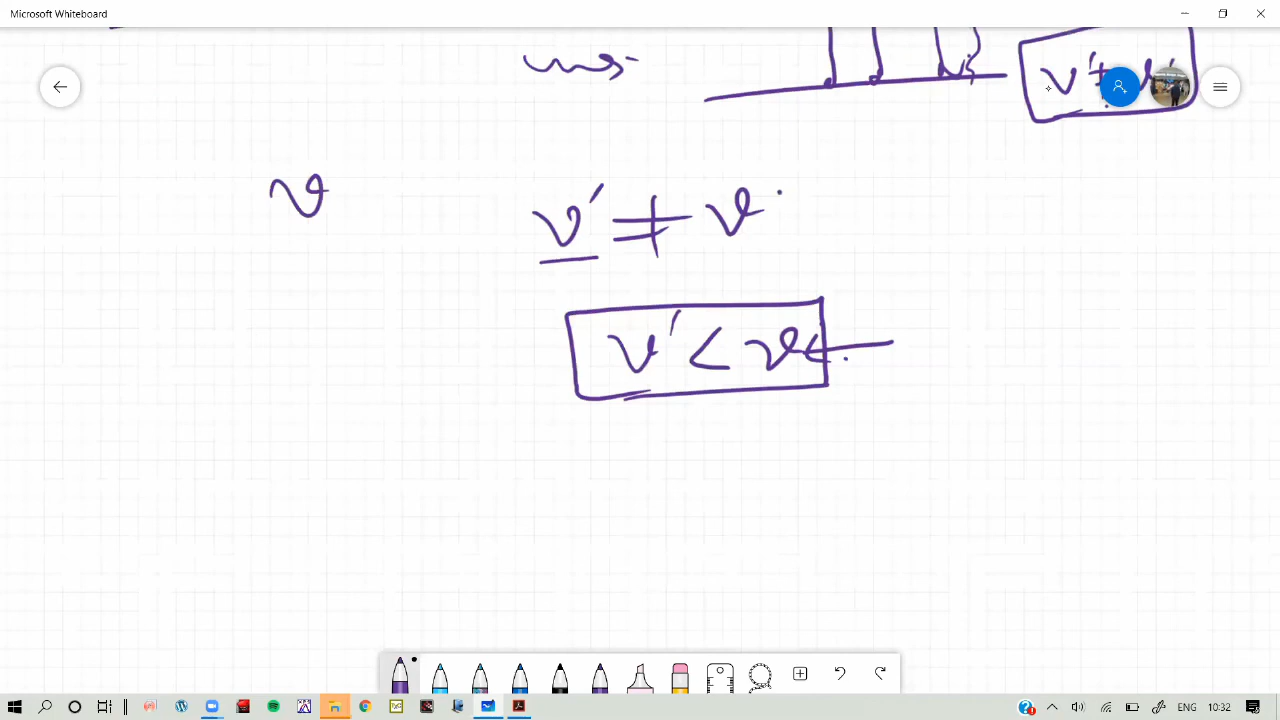 Microsoft Whiteboard
ν
ν' ≠ ν
ν' < ν
ENG
10:32